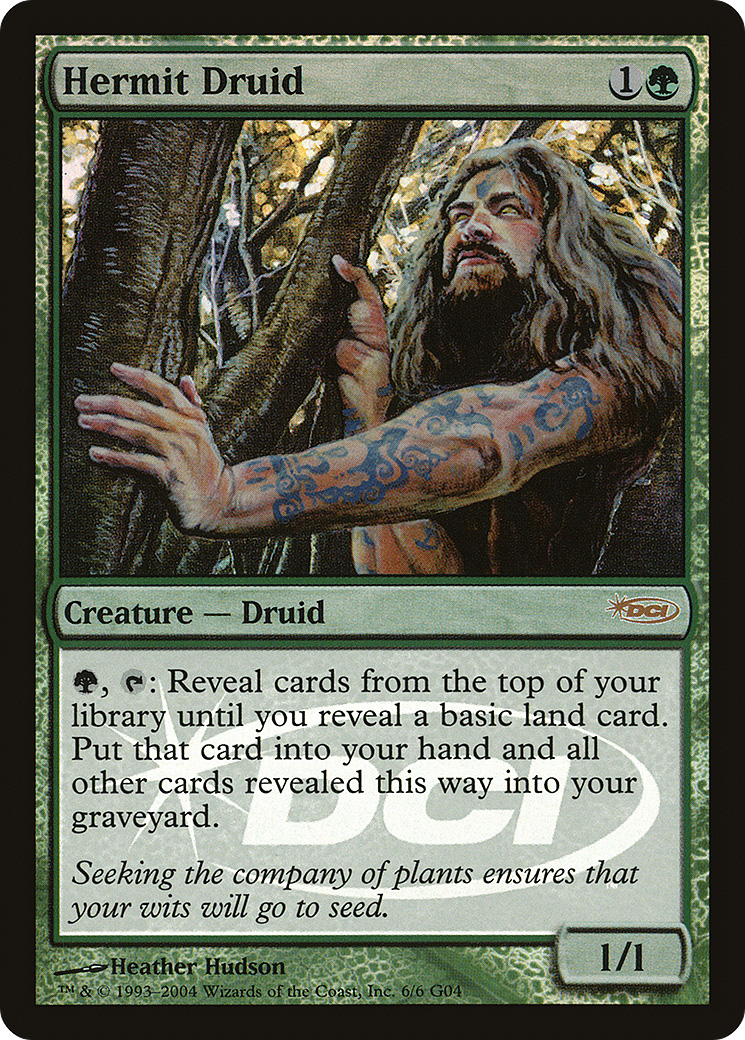 Hermit Druid 1
Creature — Druid DCI
, : Reveal cards from the top of your
library until you reveal a basic land card.
Put that card into your hand and all
other cards revealed this way into your
graveyard.
DCI
Seeking the company of plants ensures that
your wits will go to seed.
1/1
Heather Hudson
™ & © 1993–2004 Wizards of the Coast, Inc. 6/6 G04